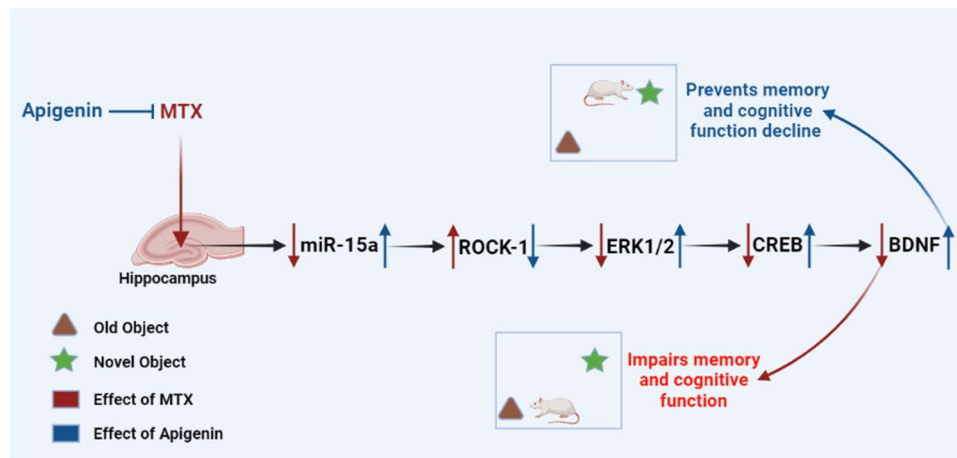 Apigenin
MTX
Prevents memory
and cognitive
function decline
miR-15a
ROCK-1
ERK1/2
CREB
BDNF
Hippocampus
Old Object
Novel Object
Effect of MTX
Effect of Apigenin
Impairs memory
and cognitive
function